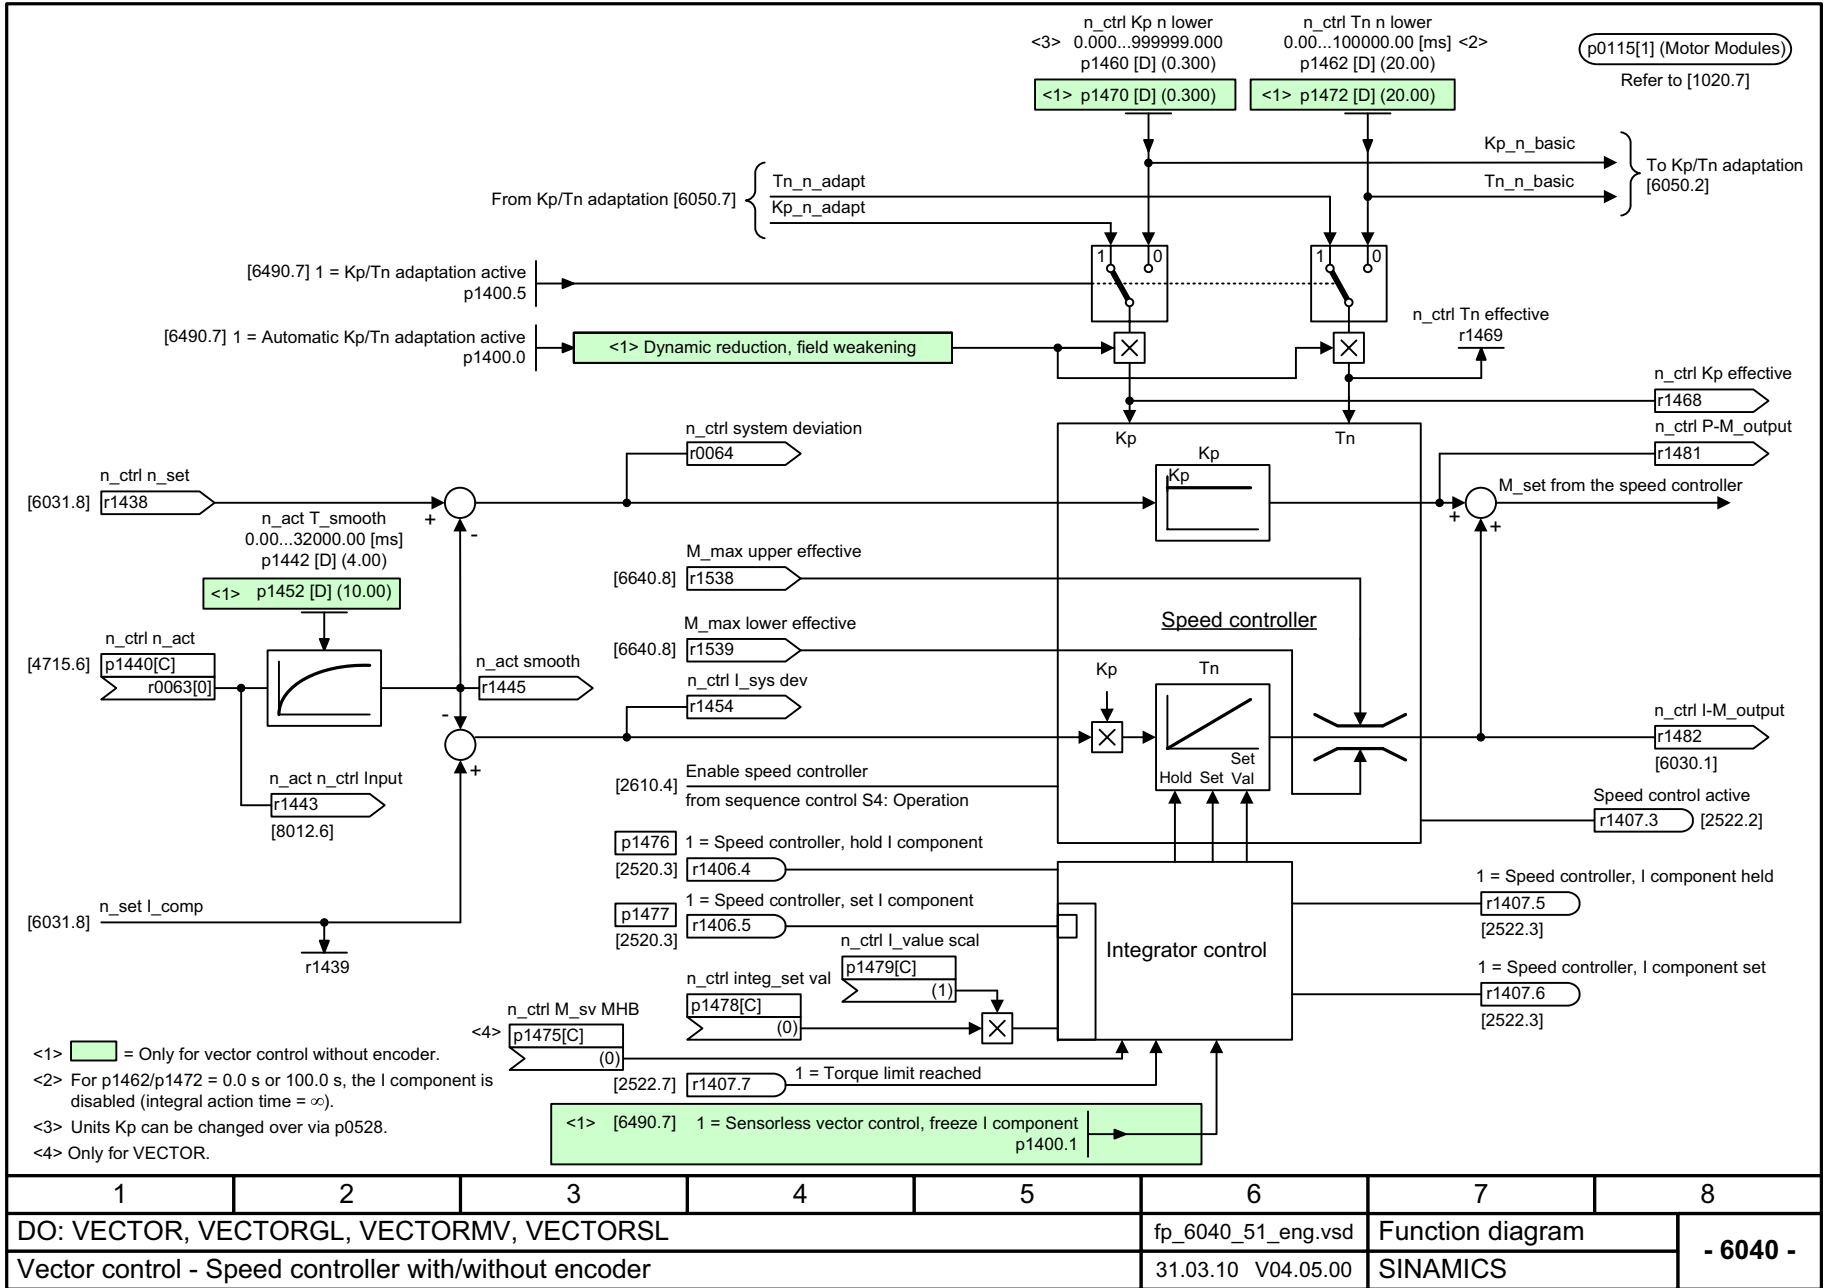 n_ctrl Kp n lower
<3> 0.000...999999.000
p1460 [D] (0.300)
<1> p1470 [D] (0.300)
n_ctrl Tn n lower
0.00...100000.00 [ms] <2>
p1462 [D] (20.00)
<1> p1472 [D] (20.00)
p0115[1] (Motor Modules)
Refer to [1020.7]
Kp_n_basic
Tn_n_basic
To Kp/Tn adaptation
[6050.2]
From Kp/Tn adaptation [6050.7]
Tn_n_adapt
Kp_n_adapt
1
0
1
0
[6490.7] 1 = Kp/Tn adaptation active
p1400.5
[6490.7] 1 = Automatic Kp/Tn adaptation active
p1400.0
<1> Dynamic reduction, field weakening
n_ctrl Tn effective
r1469
n_ctrl Kp effective
r1468
n_ctrl P-M_output
r1481
n_ctrl system deviation
r0064
Kp
Tn
Kp
Kp
n_ctrl n_set
[6031.8] r1438
+
-
M_set from the speed controller
+
+
n_act T_smooth
0.00...32000.00 [ms]
p1442 [D] (4.00)
<1> p1452 [D] (10.00)
M_max upper effective
[6640.8] r1538
M_max lower effective
[6640.8] r1539
Speed controller
n_ctrl n_act
[4715.6] p1440[C]
r0063[0]
n_act smooth
r1445
n_ctrl I_sys dev
r1454
-
+
Kp
Tn
Hold Set
Set
Val
n_ctrl I-M_output
r1482
[6030.1]
n_act n_ctrl Input
r1443
[8012.6]
[2610.4] Enable speed controller
from sequence control S4: Operation
Speed control active
r1407.3 [2522.2]
p1476 1 = Speed controller, hold I component
[2520.3] r1406.4
p1477 1 = Speed controller, set I component
[2520.3] r1406.5
[6031.8] n_set I_comp
r1439
Integrator control
1 = Speed controller, I component held
r1407.5
[2522.3]
1 = Speed controller, I component set
r1407.6
[2522.3]
n_ctrl I_value scal
p1479[C]
(1)
n_ctrl integ_set val
p1478[C]
(0)
n_ctrl M_sv MHB
<4> p1475[C]
(0)
[2522.7] r1407.7 1 = Torque limit reached
<1> [6490.7] 1 = Sensorless vector control, freeze I component
p1400.1
<1> = Only for vector control without encoder.
<2> For p1462/p1472 = 0.0 s or 100.0 s, the I component is
disabled (integral action time = ∞).
<3> Units Kp can be changed over via p0528.
<4> Only for VECTOR.
1 2 3 4 5 6 7 8
DO: VECTOR, VECTORGL, VECTORMV, VECTORSL
fp_6040_51_eng.vsd
Function diagram
- 6040 -
Vector control - Speed controller with/without encoder
31.03.10 V04.05.00
SINAMICS